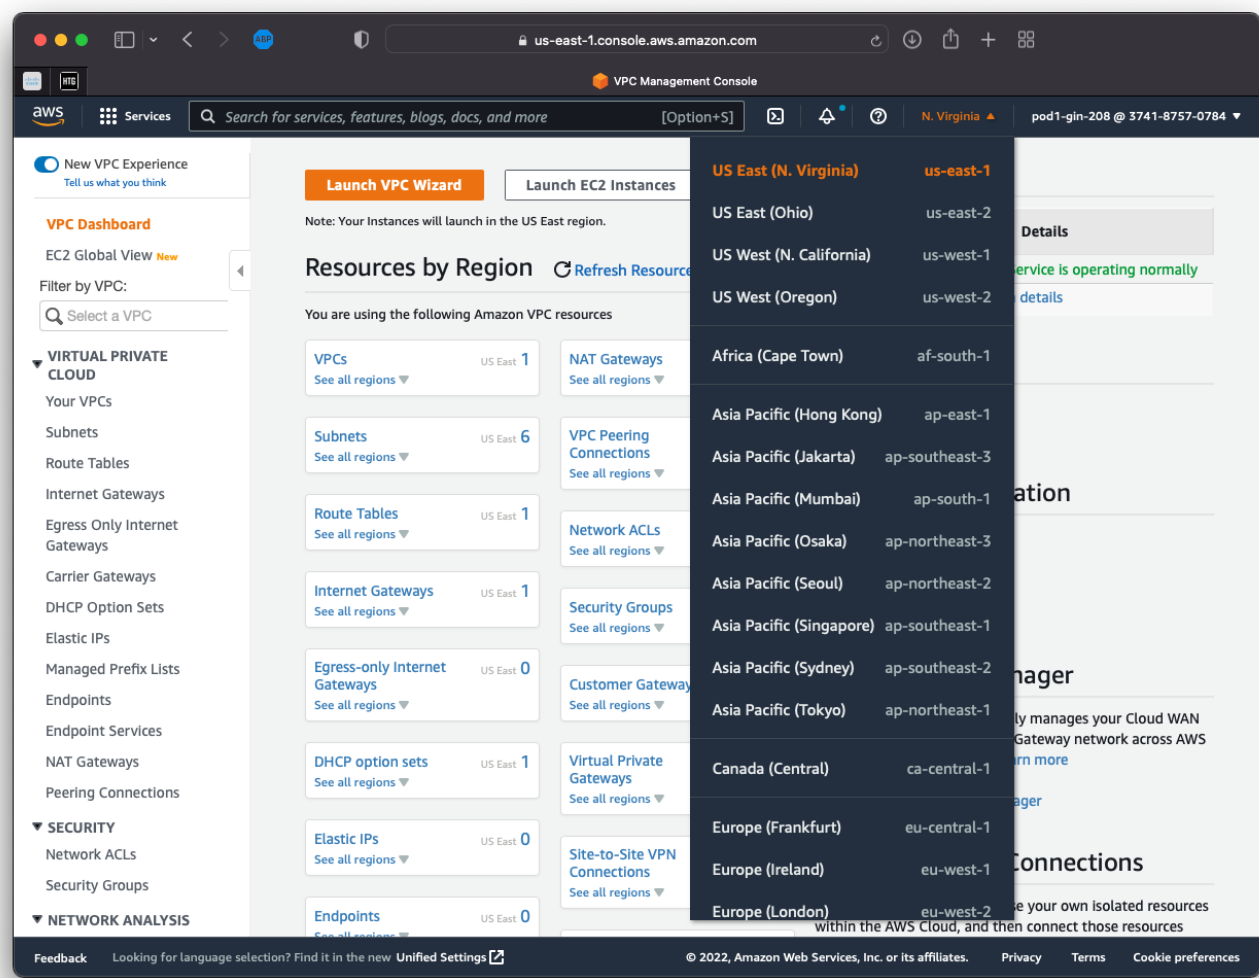 us-east-1.console.aws.amazon.com
ABP
HTG
VPC Management Console
aws
Services
Search for services, features, blogs, docs, and more
[Option+S]
N. Virginia
pod1-gin-208 @ 3741-8757-0784
New VPC Experience
Tell us what you think
VPC Dashboard
EC2 Global View New
Filter by VPC:
Select a VPC
VIRTUAL PRIVATE
CLOUD
Your VPCs
Subnets
Route Tables
Internet Gateways
Egress Only Internet
Gateways
Carrier Gateways
DHCP Option Sets
Elastic IPs
Managed Prefix Lists
Endpoints
Endpoint Services
NAT Gateways
Peering Connections
SECURITY
Network ACLs
Security Groups
NETWORK ANALYSIS
Launch VPC Wizard
Launch EC2 Instances
Note: Your Instances will launch in the US East region.
Resources by Region
Refresh Resource
You are using the following Amazon VPC resources
VPCs US East 1
See all regions
Subnets US East 6
See all regions
Route Tables US East 1
See all regions
Internet Gateways US East 1
See all regions
Egress-only Internet US East 0
Gateways
See all regions
DHCP option sets US East 1
See all regions
Elastic IPs US East 0
See all regions
Endpoints US East 0
See all regions
NAT Gateways
See all regions
VPC Peering
Connections
See all regions
Network ACLs
See all regions
Security Groups
See all regions
Customer Gateway
See all regions
Virtual Private
Gateways
See all regions
Site-to-Site VPN
Connections
See all regions
US East (N. Virginia) us-east-1
US East (Ohio) us-east-2
US West (N. California) us-west-1
US West (Oregon) us-west-2
Africa (Cape Town) af-south-1
Asia Pacific (Hong Kong) ap-east-1
Asia Pacific (Jakarta) ap-southeast-3
Asia Pacific (Mumbai) ap-south-1
Asia Pacific (Osaka) ap-northeast-3
Asia Pacific (Seoul) ap-northeast-2
Asia Pacific (Singapore) ap-southeast-1
Asia Pacific (Sydney) ap-southeast-2
Asia Pacific (Tokyo) ap-northeast-1
Canada (Central) ca-central-1
Europe (Frankfurt) eu-central-1
Europe (Ireland) eu-west-1
Europe (London) eu-west-2
Details
ervice is operating normally
details
ation
nager
ly manages your Cloud WAN
Gateway network across AWS
rn more
ager
Connections
se your own isolated resources
within the AWS Cloud, and then connect those resources
Feedback
Looking for language selection? Find it in the new Unified Settings
© 2022, Amazon Web Services, Inc. or its affiliates.
Privacy
Terms
Cookie preferences